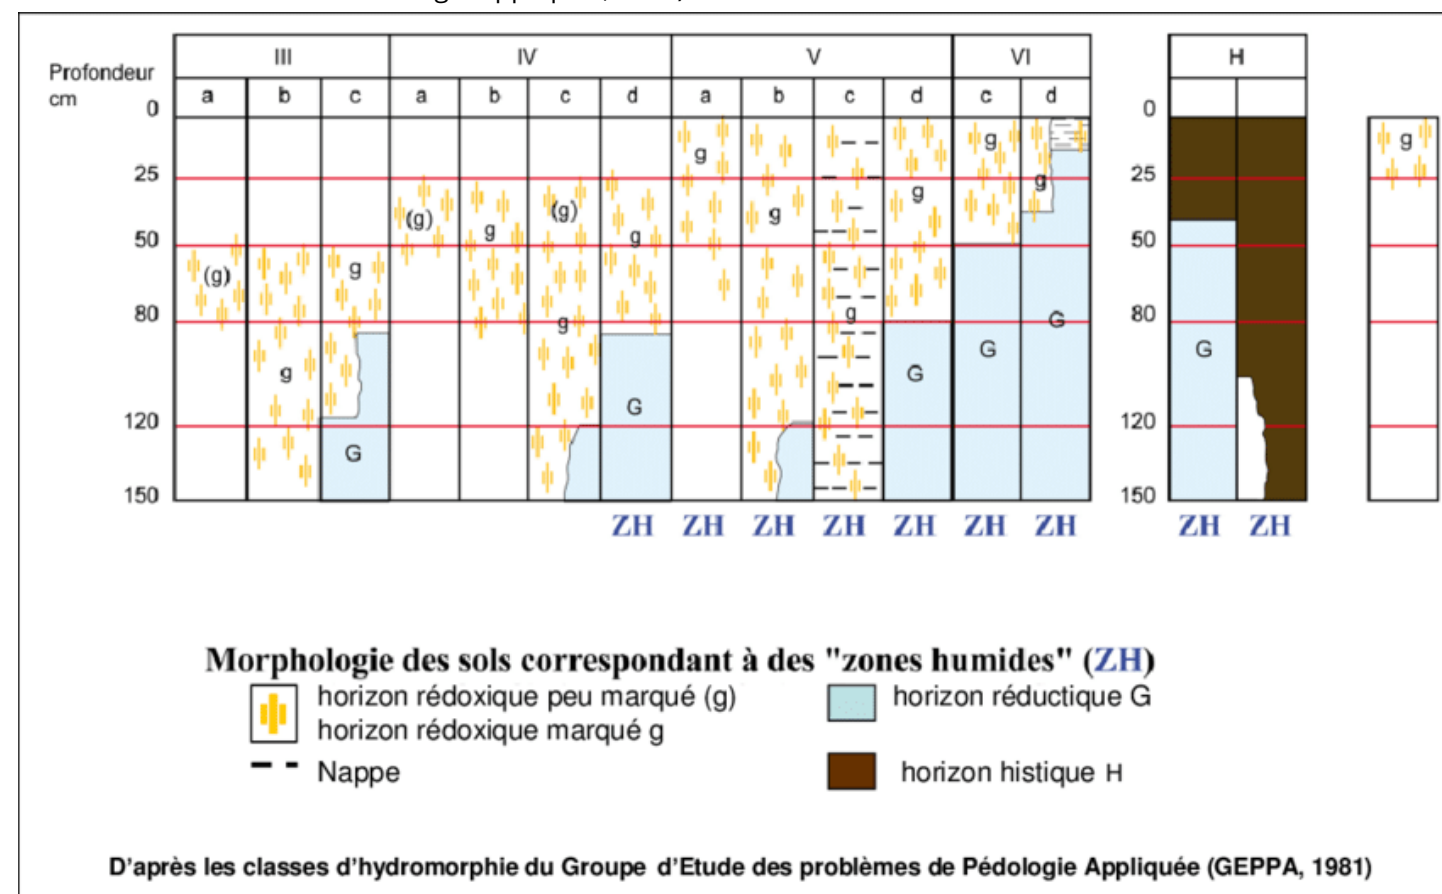 III IV V VI H
Profondeur
cm
a b c a b c d a b c d c d
0 0
25 25
50 50
80 80
120 120
150 150
(g) g g G
(g) g (g) g g G
g g g g G
g G g G
G
g
ZH ZH ZH ZH ZH ZH ZH ZH ZH
Morphologie des sols correspondant à des "zones humides" (ZH)
horizon rédoxique peu marqué (g) horizon réductique G
horizon rédoxique marqué g
Nappe horizon histique H
D'après les classes d'hydromorphie du Groupe d'Etude des problèmes de Pédologie Appliquée (GEPPA, 1981)